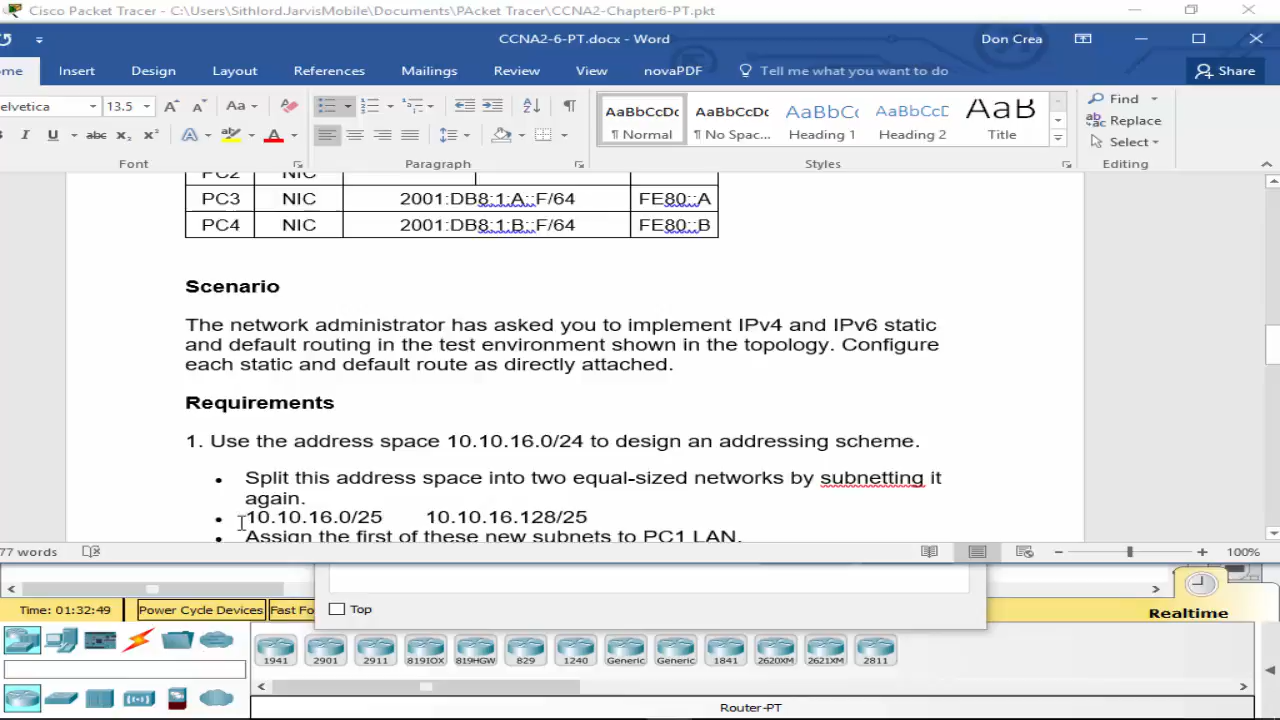 Cisco Packet Tracer - C:\Users\Sithlord.JarvisMobile\Documents\PAcket Tracer\CCNA2-Chapter6-PT.pkt
CCNA2-6-PT.docx - Word
Don Crea
ome Insert Design Layout References Mailings Review View novaPDF Tell me what you want to do Share
elvetica 13.5 Aa
AaBbCcDc AaBbCcDc AaBbCc AaBbCcD AaB
¶ Normal ¶ No Spac... Heading 1 Heading 2 Title
Find
Replace
Select
Font Paragraph Styles Editing
PC2
PC3 NIC 2001:DB8:1:A::F/64 FE80::A
PC4 NIC 2001:DB8:1:B::F/64 FE80::B
Scenario
The network administrator has asked you to implement IPv4 and IPv6 static
and default routing in the test environment shown in the topology. Configure
each static and default route as directly attached.
Requirements
1. Use the address space 10.10.16.0/24 to design an addressing scheme.
• Split this address space into two equal-sized networks by subnetting it
again.
• 10.10.16.0/25 10.10.16.128/25
• Assign the first of these new subnets to PC1 LAN.
77 words 100%
Time: 01:32:49 Power Cycle Devices Fast Fo
Top
Realtime
1941 2901 2911 819IOX 819HGW 829 1240 Generic Generic 1841 2620XM 2621XM 2811
Router-PT